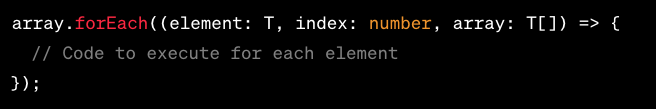 array.forEach((element: T, index: number, array: T[]) => {
  // Code to execute for each element
});